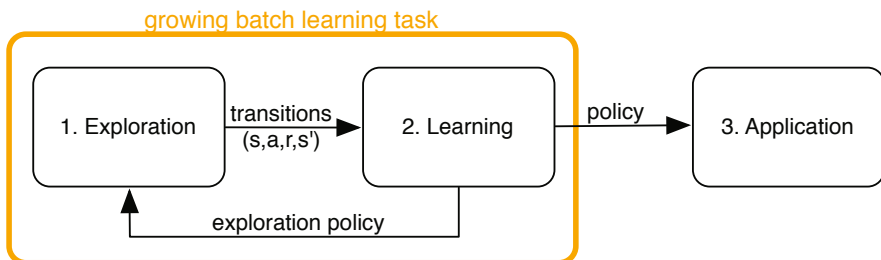 growing batch learning task
1. Exploration
transitions
(s,a,r,s')
2. Learning
policy
3. Application
exploration policy